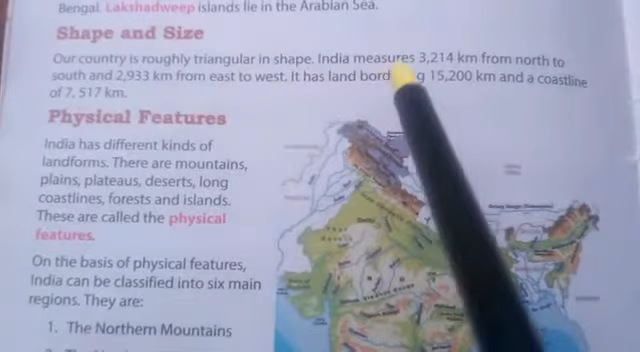 Bengal. Lakshadweep islands lie in the Arabian Sea.
Shape and Size
Our country is roughly triangular in shape. India measures 3,214 km from north to
south and 2,933 km from east to west. It has land bord g 15,200 km and a coastline
of 7, 517 km.
Physical Features
India has different kinds of
landforms. There are mountains,
plains, plateaus, deserts, long
coastlines, forests and islands.
These are called the physical
features.
On the basis of physical features,
India can be classified into six main
regions. They are:
1. The Northern Mountains
Delhi